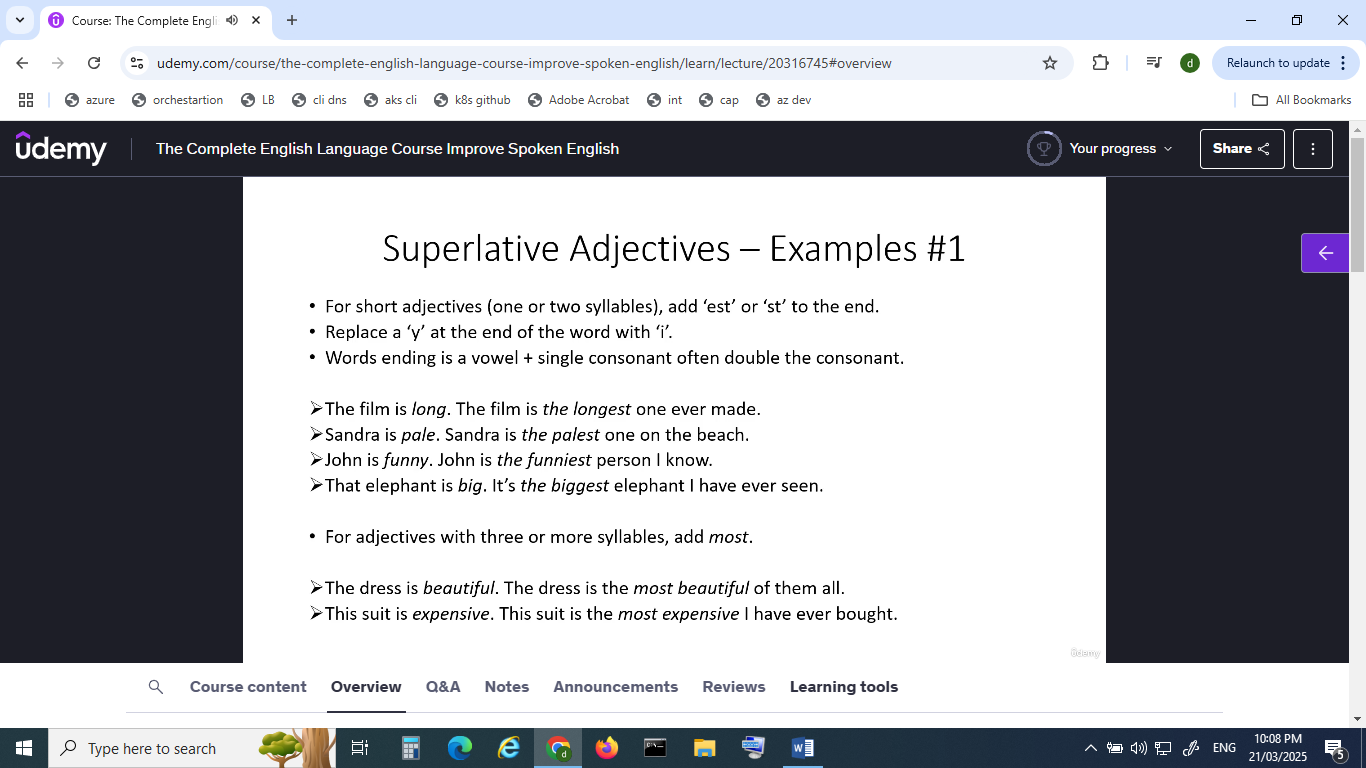 Course: The Complete Engli
udemy.com/course/the-complete-english-language-course-improve-spoken-english/learn/lecture/20316745#overview
d
Relaunch to update
azure
orchestartion
LB
cli dns
aks cli
k8s github
Adobe Acrobat
int
cap
az dev
All Bookmarks
udemy
The Complete English Language Course Improve Spoken English
Your progress
Share
Superlative Adjectives – Examples #1
• For short adjectives (one or two syllables), add ‘est’ or ‘st’ to the end.
• Replace a ‘y’ at the end of the word with ‘i’.
• Words ending is a vowel + single consonant often double the consonant.
➢The film is long. The film is the longest one ever made.
➢Sandra is pale. Sandra is the palest one on the beach.
➢John is funny. John is the funniest person I know.
➢That elephant is big. It’s the biggest elephant I have ever seen.
• For adjectives with three or more syllables, add most.
➢The dress is beautiful. The dress is the most beautiful of them all.
➢This suit is expensive. This suit is the most expensive I have ever bought.
ûdemy
Course content
Overview
Q&A
Notes
Announcements
Reviews
Learning tools
Type here to search
ENG
10:08 PM
21/03/2025
5